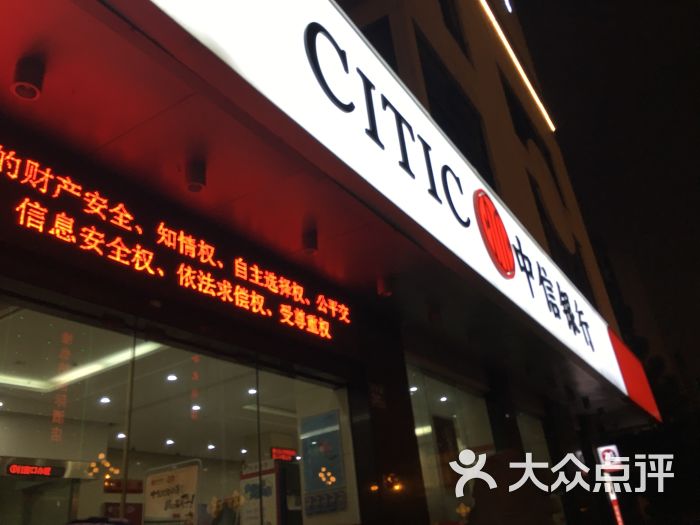 CITIC 中信银行
的财产安全、知情权、自主选择权、公平交
信息安全权、依法求偿权、受尊重权
大众点评